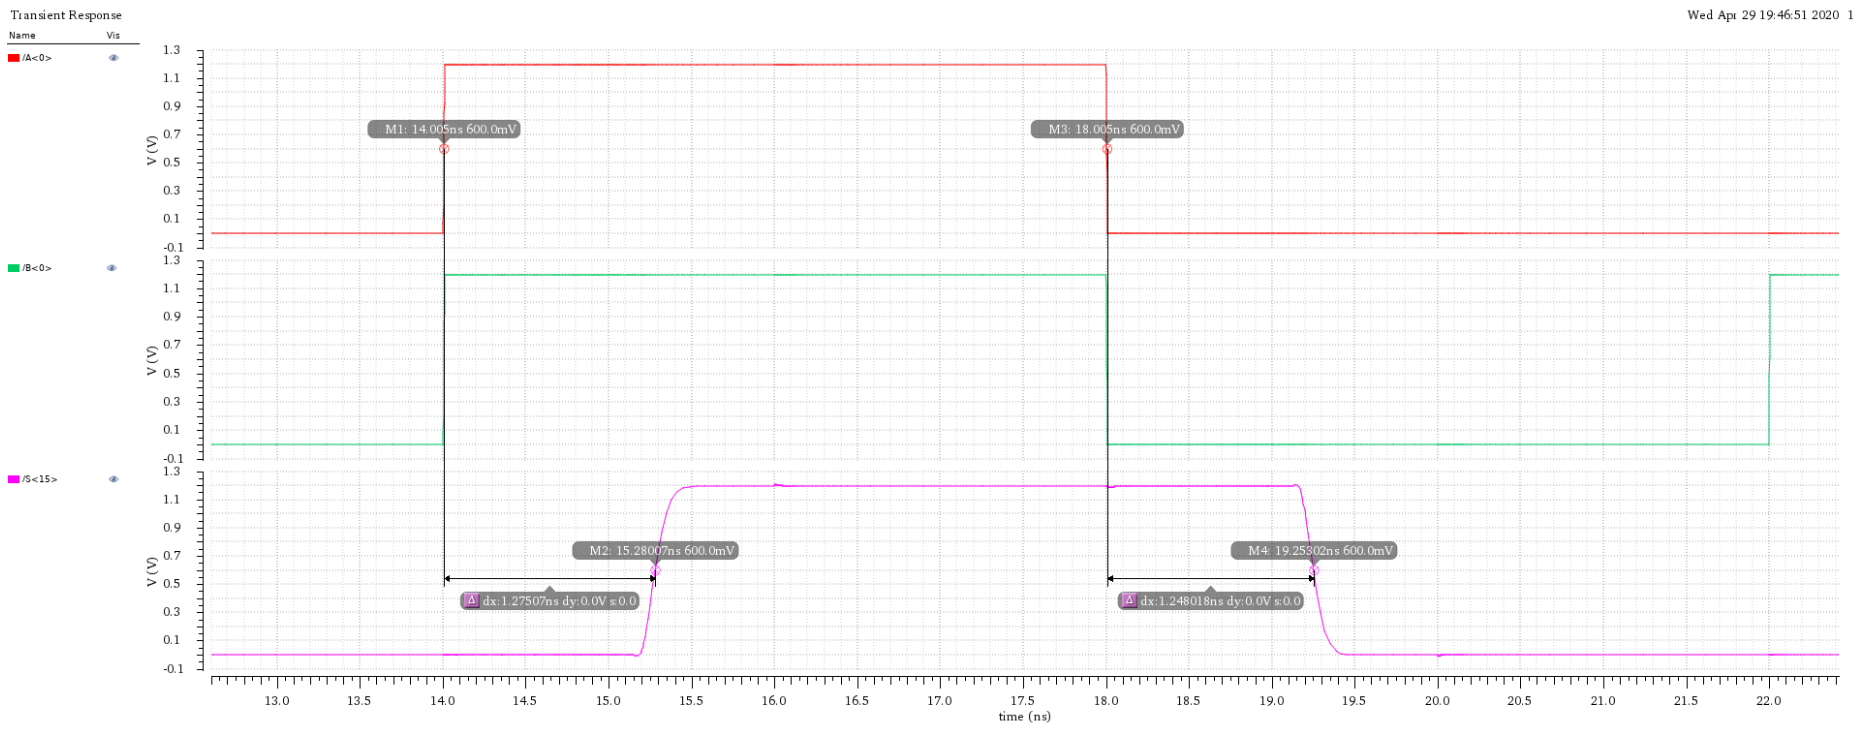 Transient Response
Wed Apr 29 19:46:51 2020 1
Name Vis
/A<0>
1.3
1.1
0.9
0.7
0.5
0.3
0.1
-0.1
V (V)
M1: 14.005ns 600.0mV
M3: 18.005ns 600.0mV
/B<0>
1.3
1.1
0.9
0.7
0.5
0.3
0.1
-0.1
V (V)
/S<15>
1.3
1.1
0.9
0.7
0.5
0.3
0.1
-0.1
V (V)
M2: 15.28007ns 600.0mV
M4: 19.25302ns 600.0mV
Δ dx:1.27507ns dy:0.0V s:0.0
Δ dx:1.248018ns dy:0.0V s:0.0
13.0 13.5 14.0 14.5 15.0 15.5 16.0 16.5 17.0 17.5 18.0 18.5 19.0 19.5 20.0 20.5 21.0 21.5 22.0
time (ns)